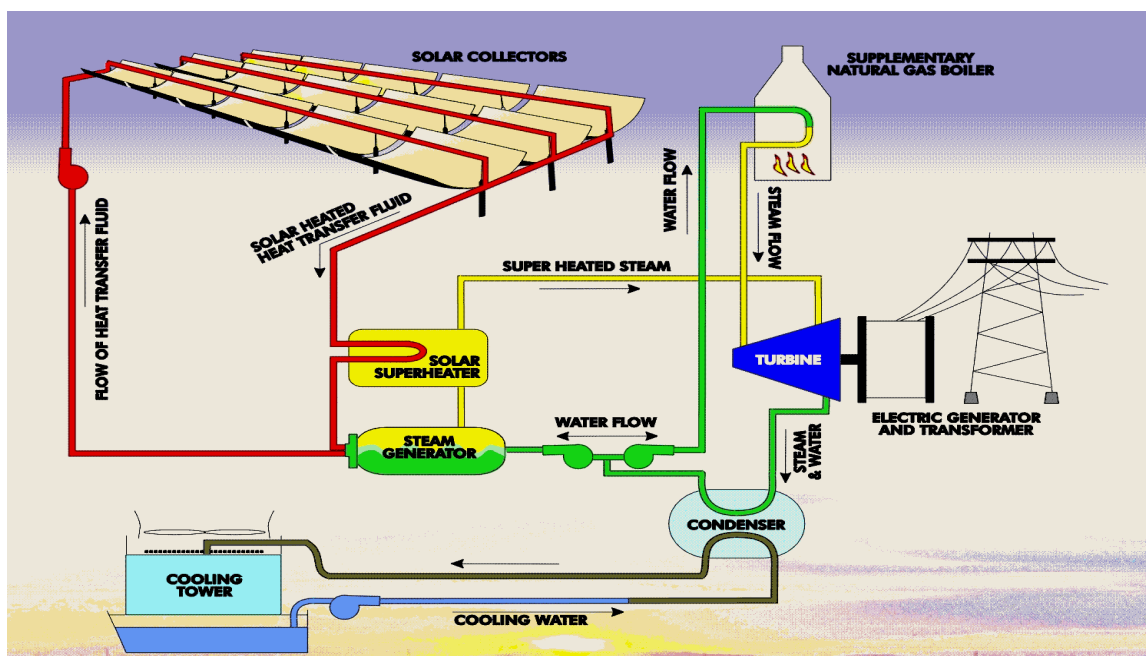 SOLAR COLLECTORS
SUPPLEMENTARY
NATURAL GAS BOILER
FLOW OF HEAT TRANSFER FLUID
SOLAR HEATED
HEAT TRANSFER FLUID
WATER FLOW
STEAM FLOW
SUPER HEATED STEAM
SOLAR
SUPERHEATER
TURBINE
ELECTRIC GENERATOR
AND TRANSFORMER
STEAM
GENERATOR
WATER FLOW
STEAM
& WATER
CONDENSER
COOLING
TOWER
COOLING WATER